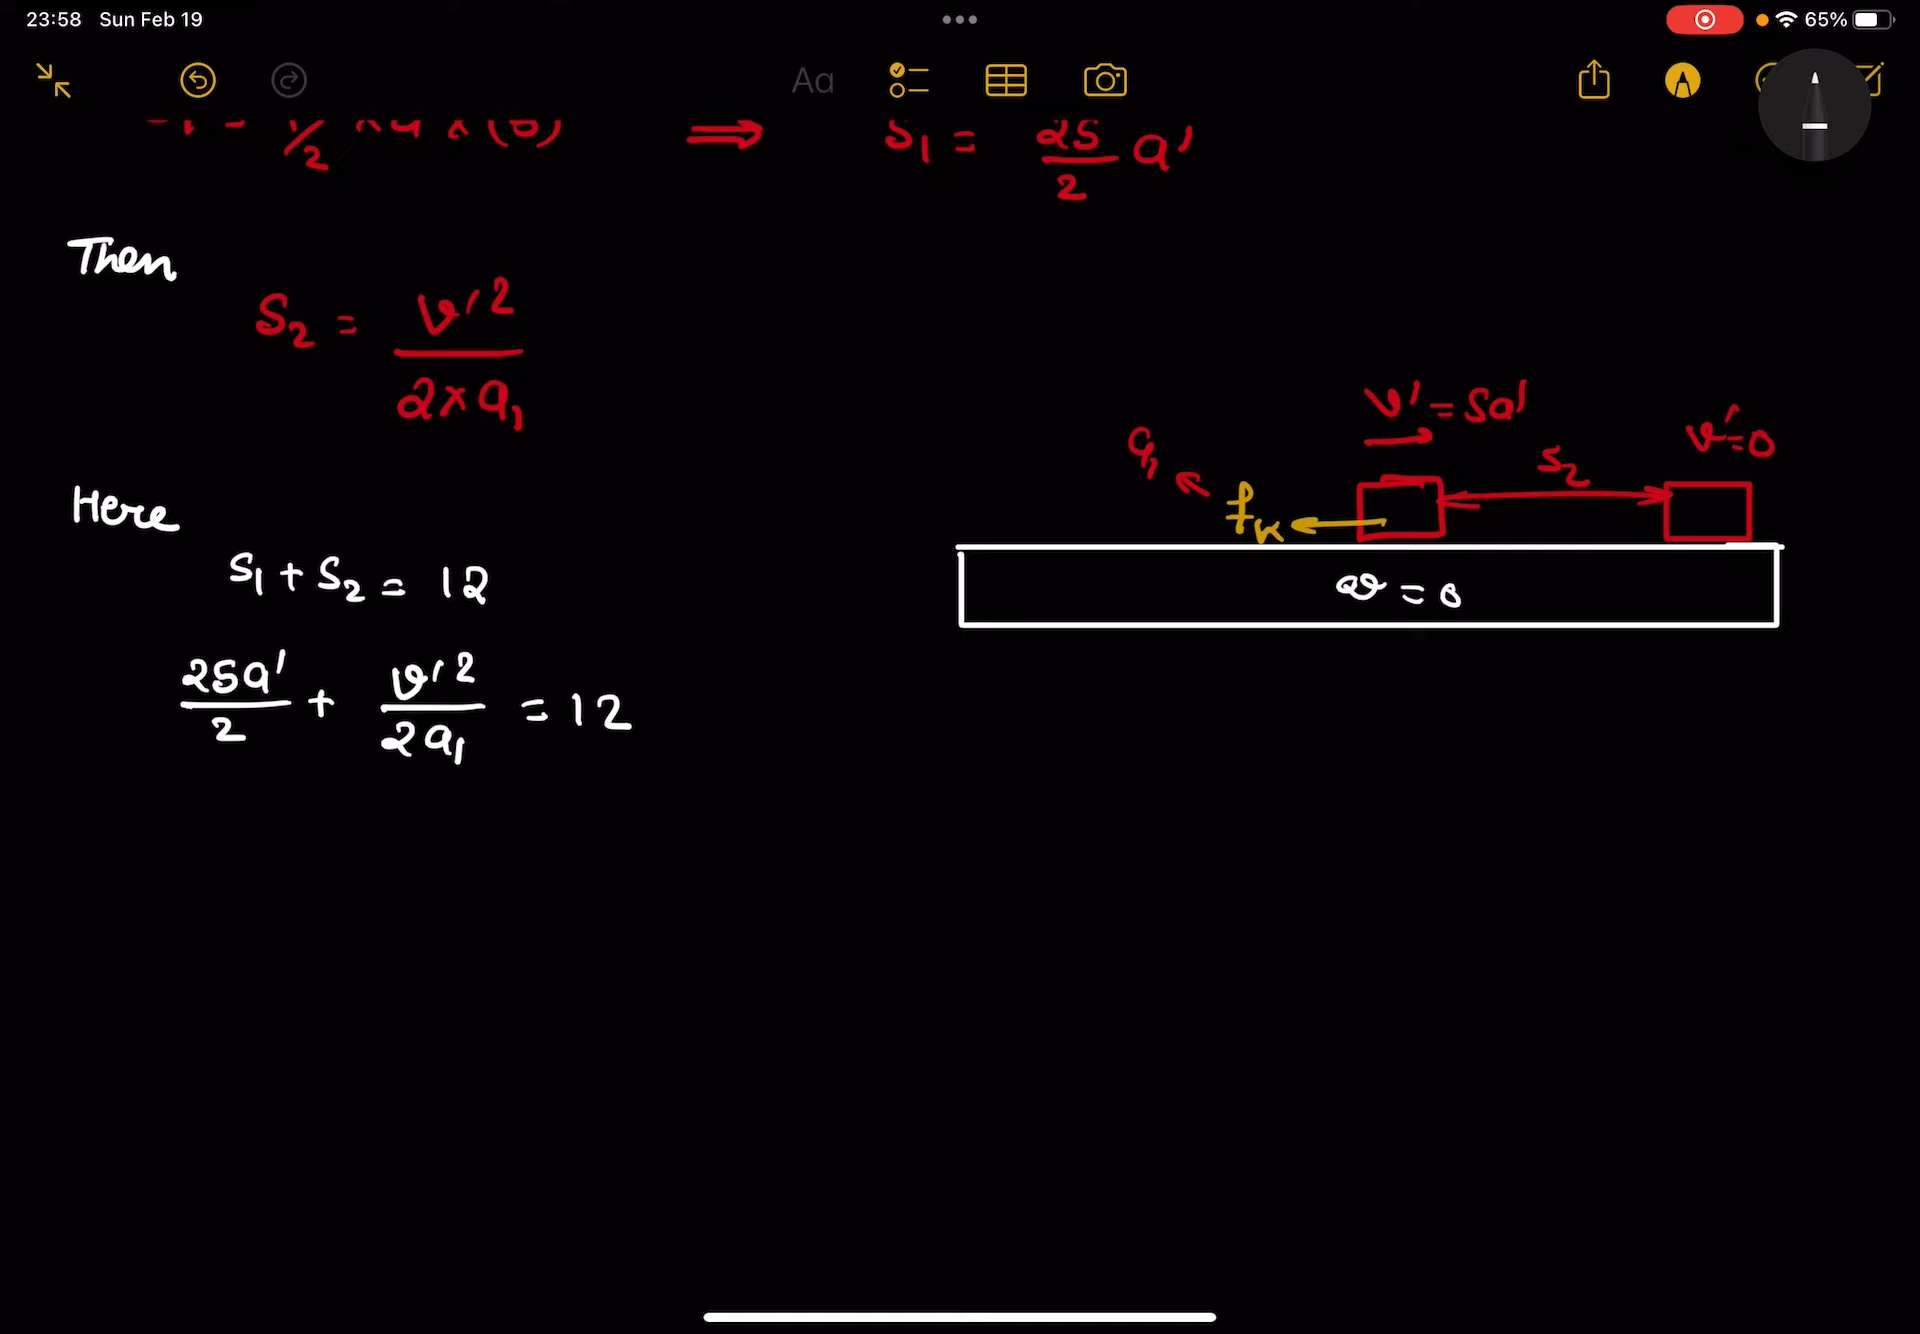 23:58 Sun Feb 19
65%
Aa
S₁ = 25/2 a'
Then
S₂ = v'²/2×a₁
v' = 5a'
v' = 0
a₁
S₂
fₖ
Here
S₁ + S₂ = 12
v = 0
25a'/2 + v'²/2a₁ = 12